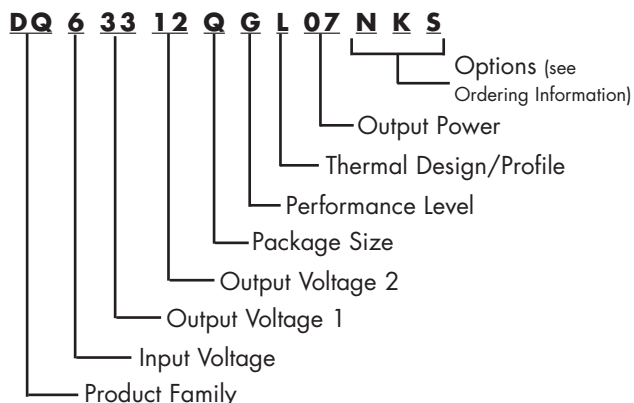 DQ 6 33 12 Q G L 07 N K S
Options (see
Ordering Information)
Output Power
Thermal Design/Profile
Performance Level
Package Size
Output Voltage 2
Output Voltage 1
Input Voltage
Product Family